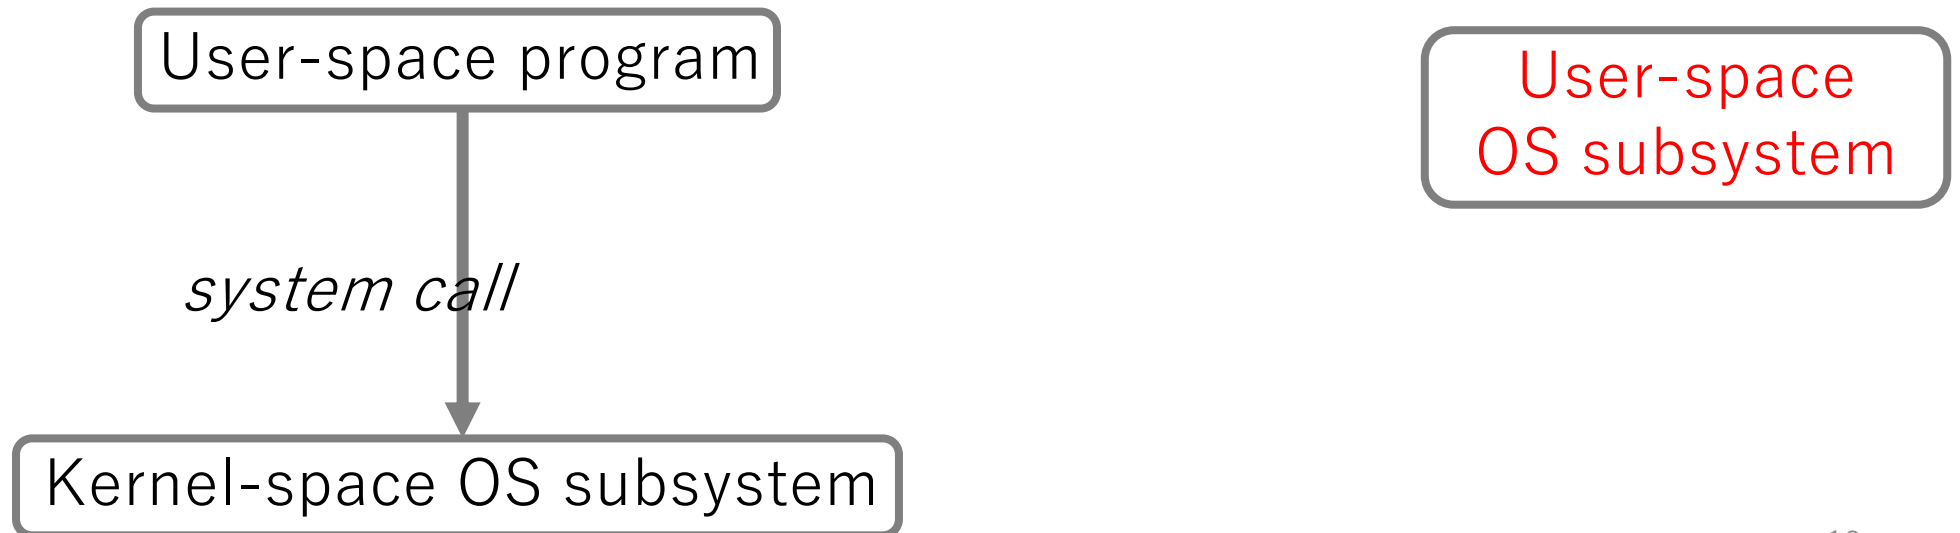 User-space program
User-space
OS subsystem
system call
Kernel-space OS subsystem